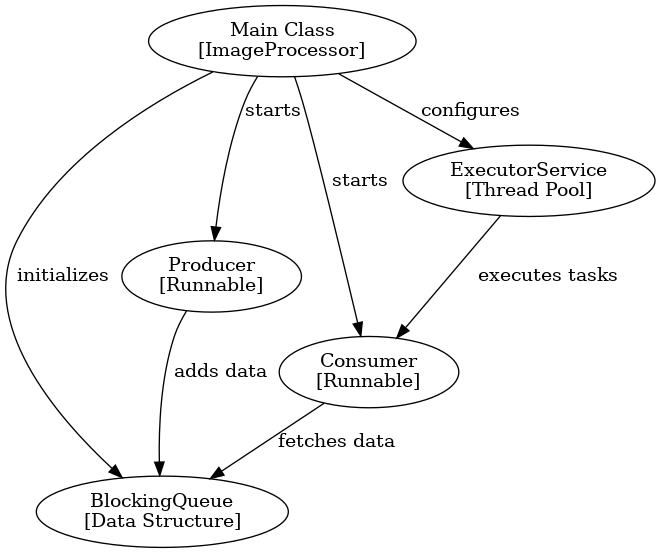 Main Class
[ImageProcessor]
starts
configures
ExecutorService
[Thread Pool]
starts
Producer
[Runnable]
initializes
executes tasks
Consumer
[Runnable]
adds data
fetches data
BlockingQueue
[Data Structure]